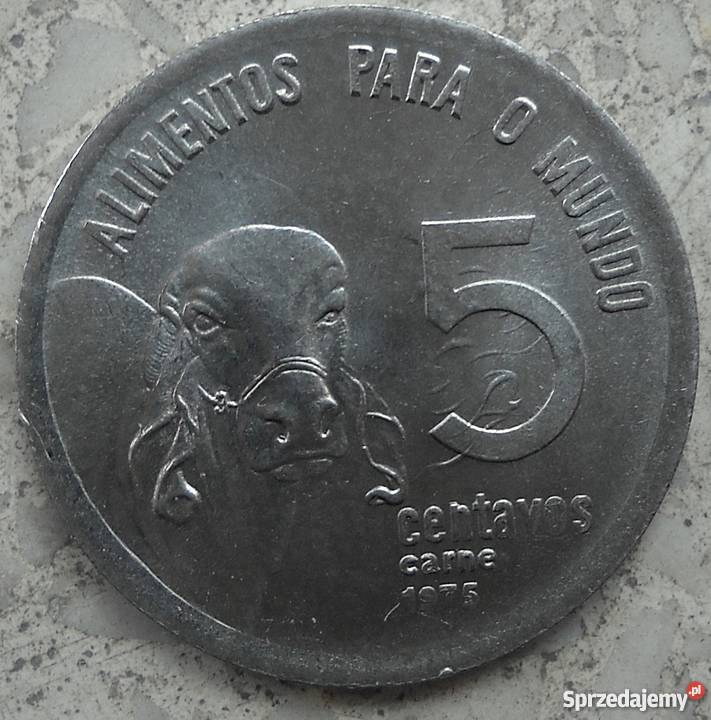 ALIMENTOS PARA O MUNDO
5
centavos
carne
1975
Sprzedajemy.pl